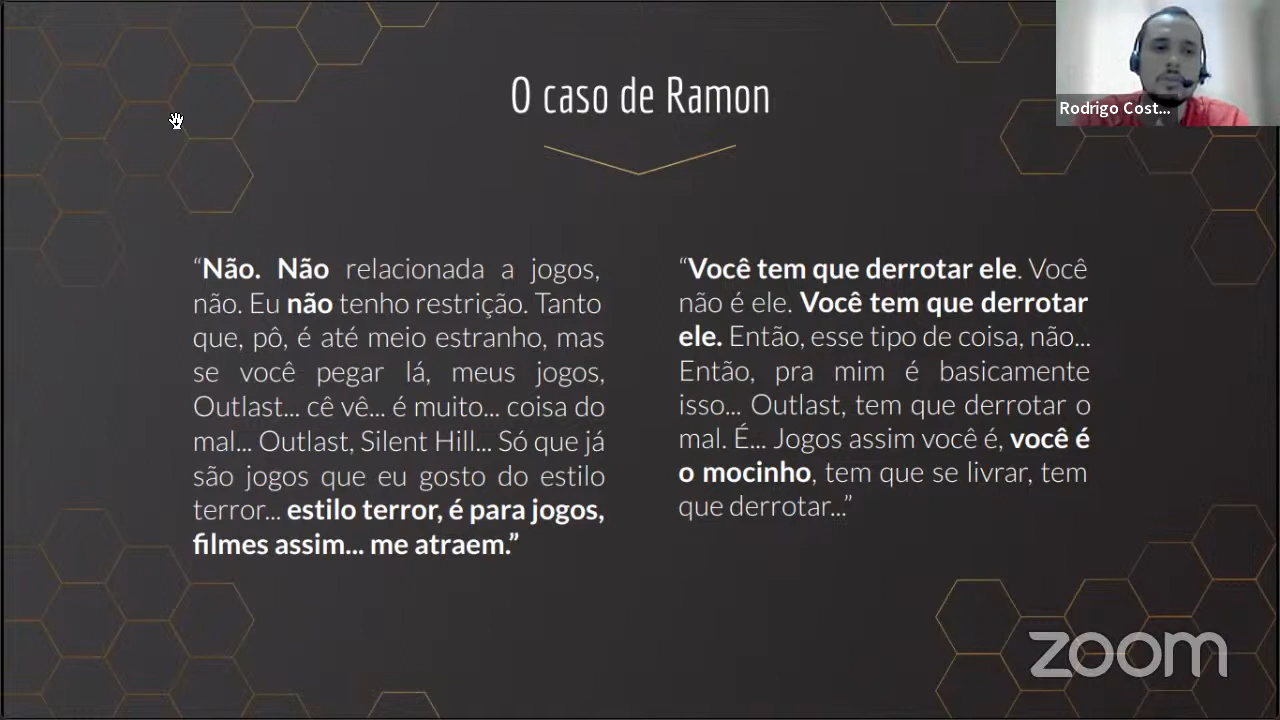 O caso de Ramon
Rodrigo Cost...
“Não. Não relacionada a jogos,
não. Eu não tenho restrição. Tanto
que, pô, é até meio estranho, mas
se você pegar lá, meus jogos,
Outlast... cê vê... é muito... coisa do
mal... Outlast, Silent Hill... Só que já
são jogos que eu gosto do estilo
terror... estilo terror, é para jogos,
filmes assim... me atraem.”
“Você tem que derrotar ele. Você
não é ele. Você tem que derrotar
ele. Então, esse tipo de coisa, não...
Então, pra mim é basicamente
isso... Outlast, tem que derrotar o
mal. É... Jogos assim você é, você é
o mocinho, tem que se livrar, tem
que derrotar...”
zoom